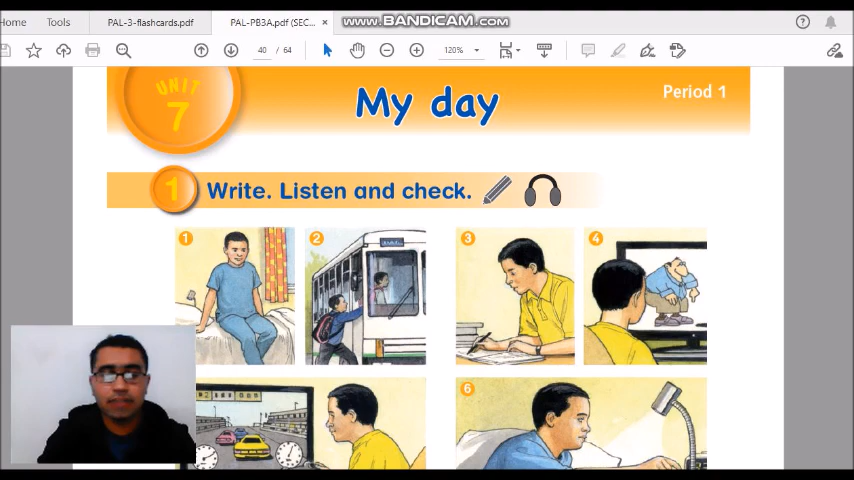 Home
Tools
PAL-3-flashcards.pdf
PAL-PB3A.pdf (SEC...
×
www.BANDICAM.com
?
40 / 64
120%
UNIT
7
My day
Period 1
1 Write. Listen and check.
1
2
3
4
6